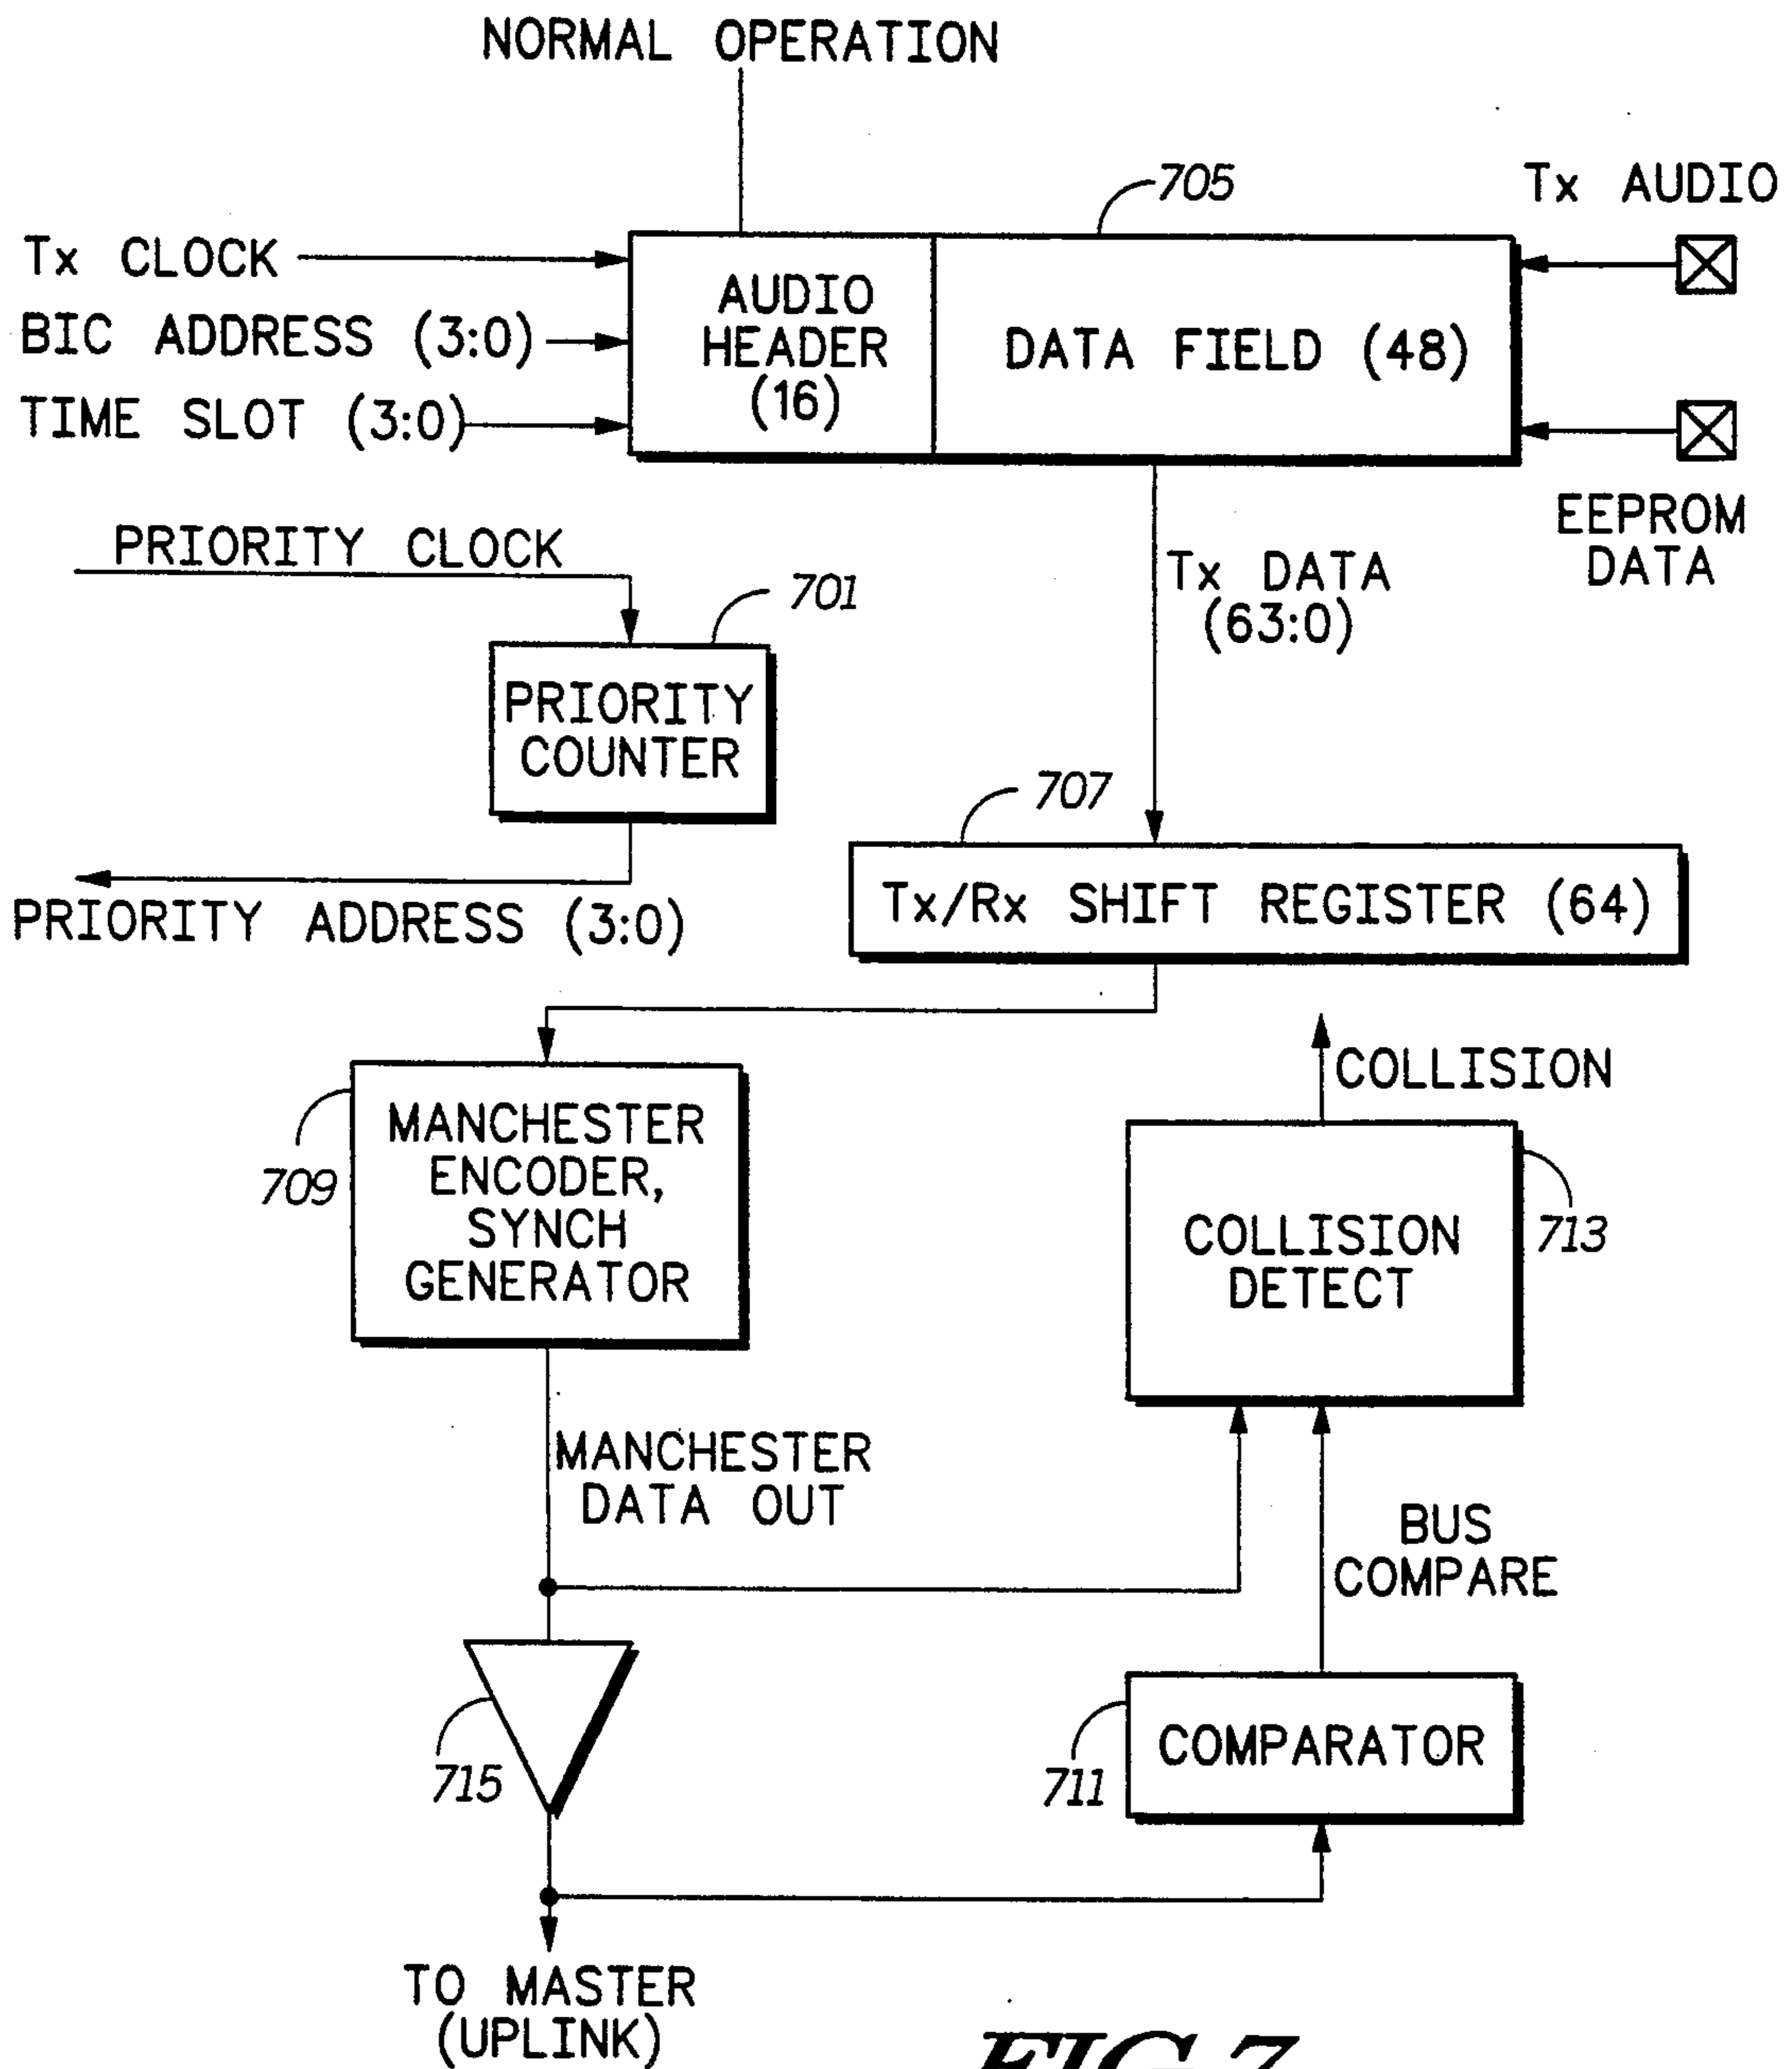 NORMAL OPERATION
705
Tx AUDIO
Tx CLOCK
BIC ADDRESS (3:0)
TIME SLOT (3:0)
AUDIO
HEADER
(16)
DATA FIELD (48)
EEPROM
DATA
PRIORITY CLOCK
701
Tx DATA
(63:0)
PRIORITY
COUNTER
707
PRIORITY ADDRESS (3:0)
Tx/Rx SHIFT REGISTER (64)
COLLISION
MANCHESTER
ENCODER,
SYNCH
GENERATOR
709
COLLISION
DETECT
713
MANCHESTER
DATA OUT
BUS
COMPARE
COMPARATOR
715
711
TO MASTER
(UPLINK)
FIG.7